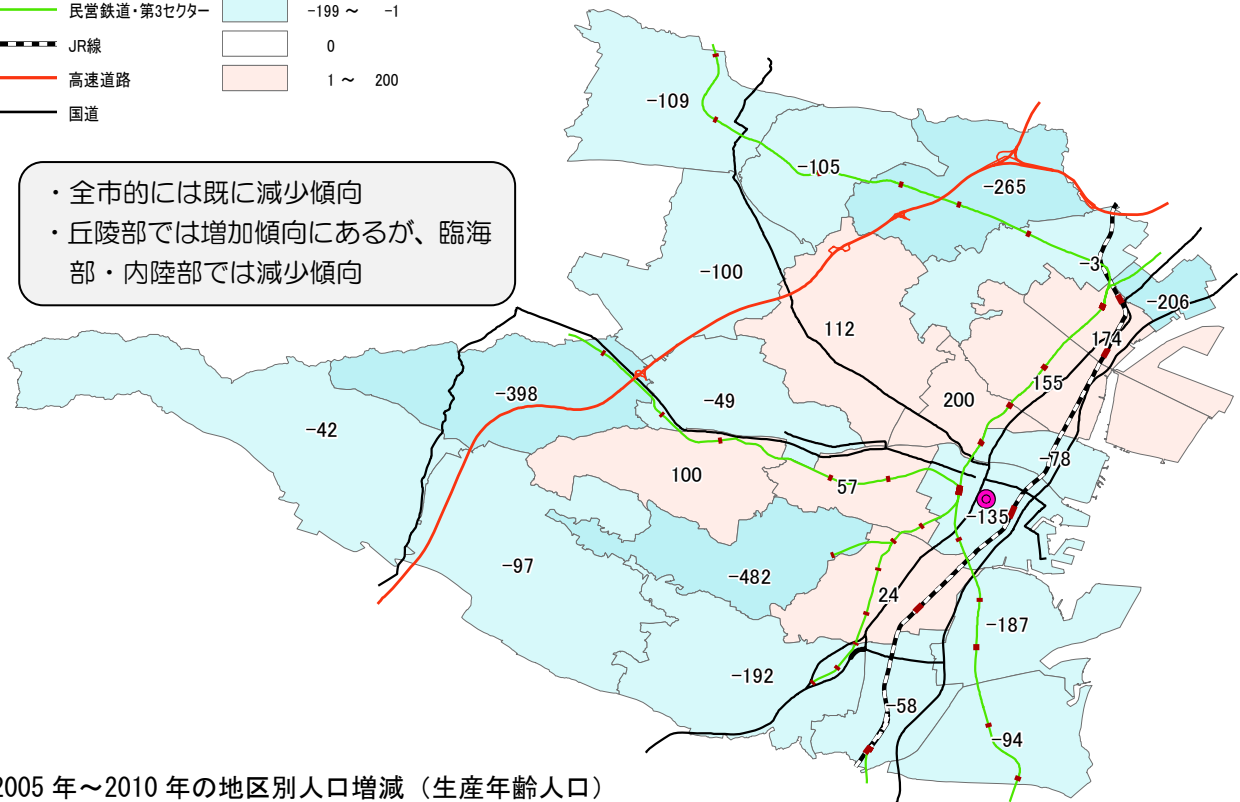 民営鉄道・第3セクター
-199 ～ -1
JR線
0
高速道路
1 ～ 200
国道
・全市的には既に減少傾向
・丘陵部では増加傾向にあるが、臨海
部・内陸部では減少傾向
-109
-105
-265
-100
-3
-206
112
174
-398
-49
200
155
-42
100
57
-78
-135
-97
-482
24
-187
-192
-58
-94
2005 年～2010 年の地区別人口増減（生産年齢人口）